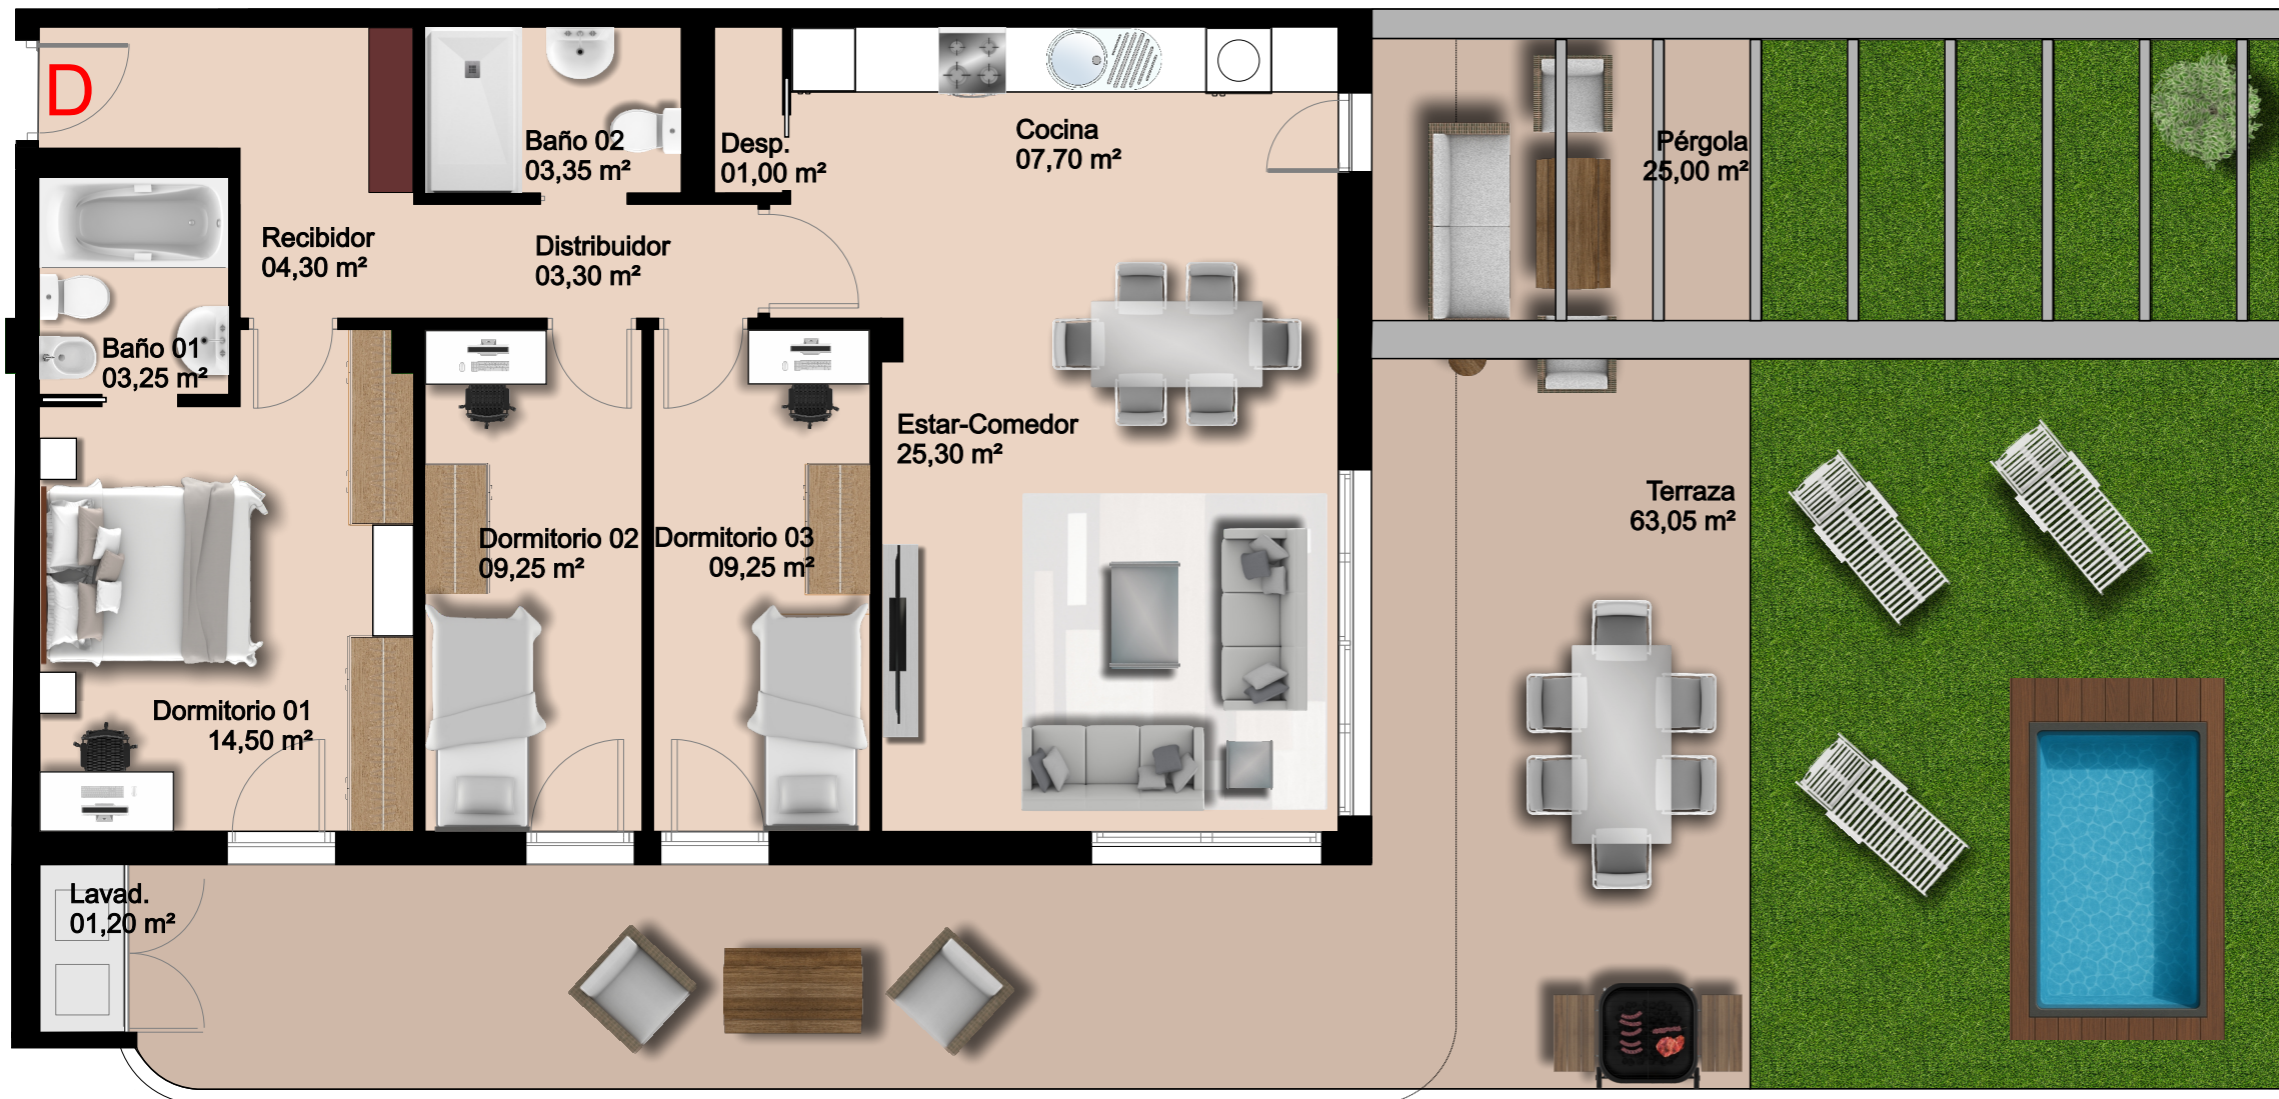 D
Baño 02
03,35 m²
Desp.
01,00 m²
Cocina
07,70 m²
Pérgola
25,00 m²
Recibidor
04,30 m²
Distribuidor
03,30 m²
Baño 01
03,25 m²
Estar-Comedor
25,30 m²
Terraza
63,05 m²
Dormitorio 02
09,25 m²
Dormitorio 03
09,25 m²
Dormitorio 01
14,50 m²
Lavad.
01,20 m²